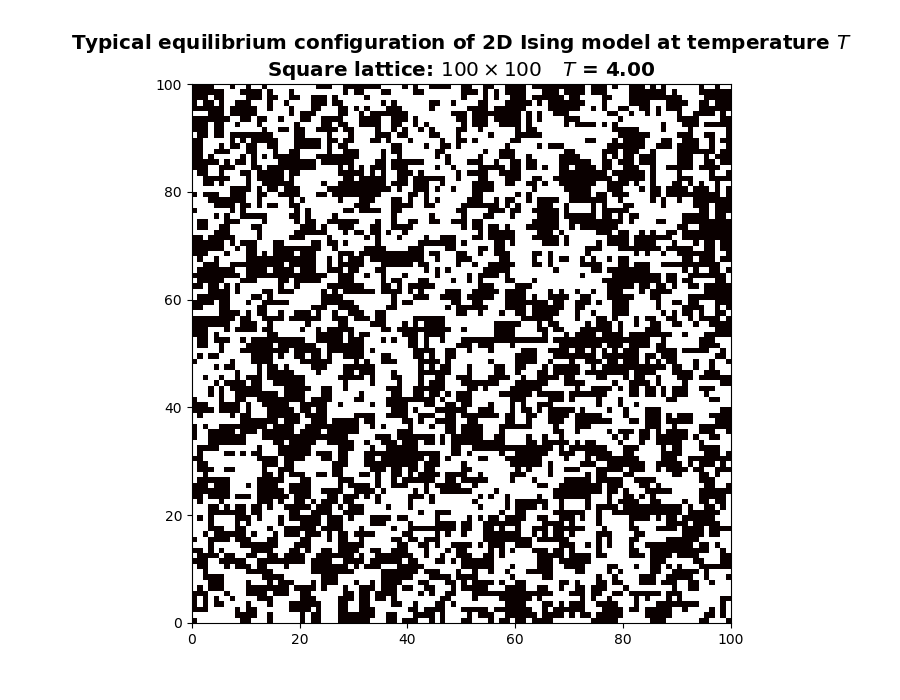 Typical equilibrium configuration of 2D Ising model at temperature T
Square lattice: 100 × 100 T = 4.00
100
80
60
40
20
0
0 20 40 60 80 100